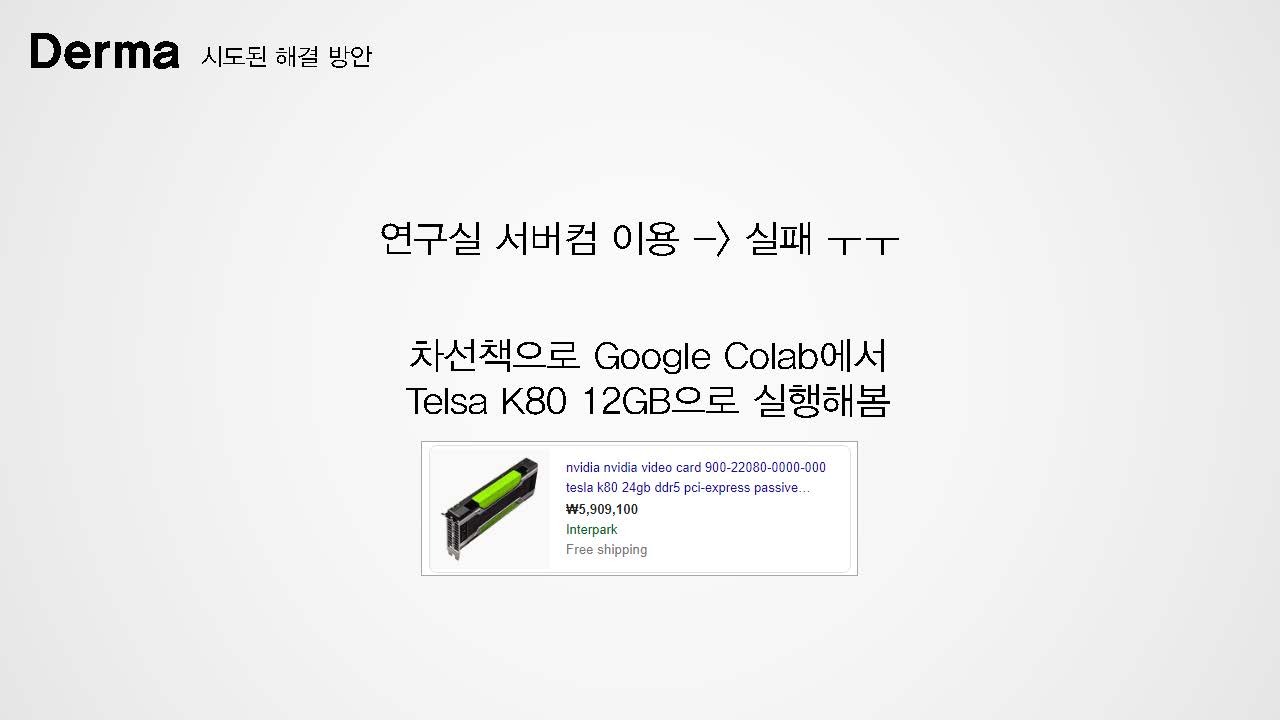 Derma 시도된 해결 방안
연구실 서버컴 이용 -> 실패 ㅜㅜ
차선책으로 Google Colab에서
Telsa K80 12GB으로 실행해봄
nvidia nvidia video card 900-22080-0000-000
tesla k80 24gb ddr5 pci-express passive...
₩5,909,100
Interpark
Free shipping